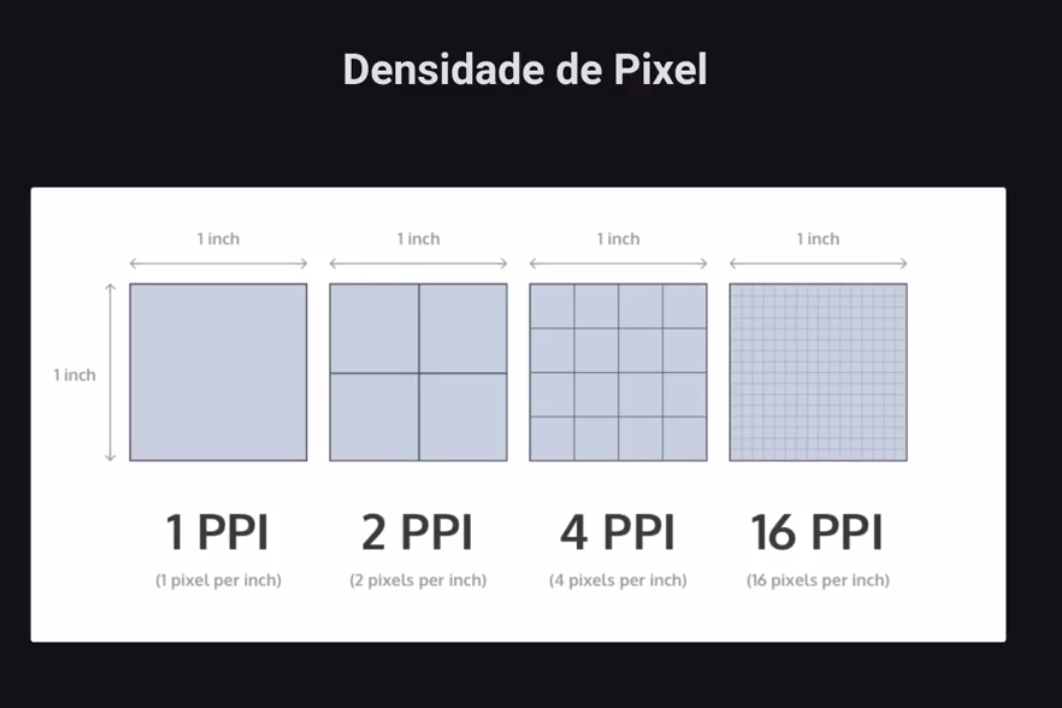 Densidade de Pixel
1 inch
1 inch
1 inch
1 inch
1 inch
1 PPI
2 PPI
4 PPI
16 PPI
(1 pixel per inch)
(2 pixels per inch)
(4 pixels per inch)
(16 pixels per inch)